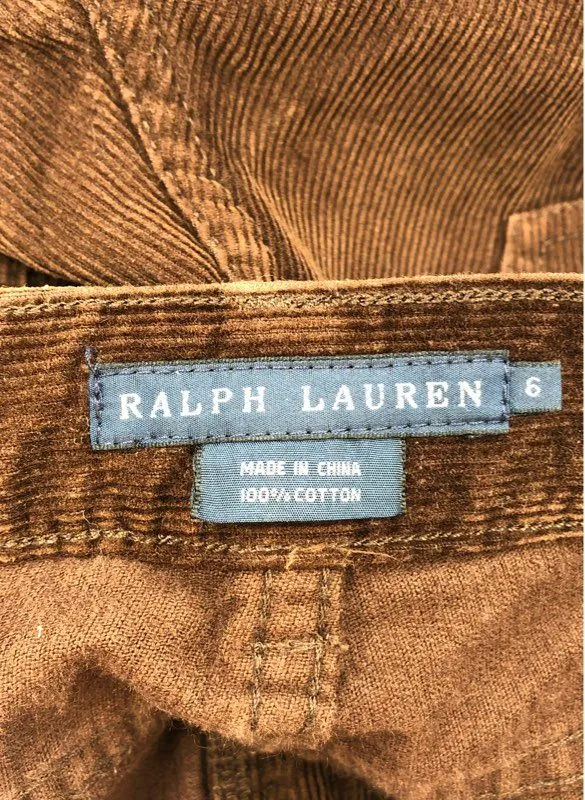 RALPH LAUREN 6
MADE IN CHINA
100% COTTON